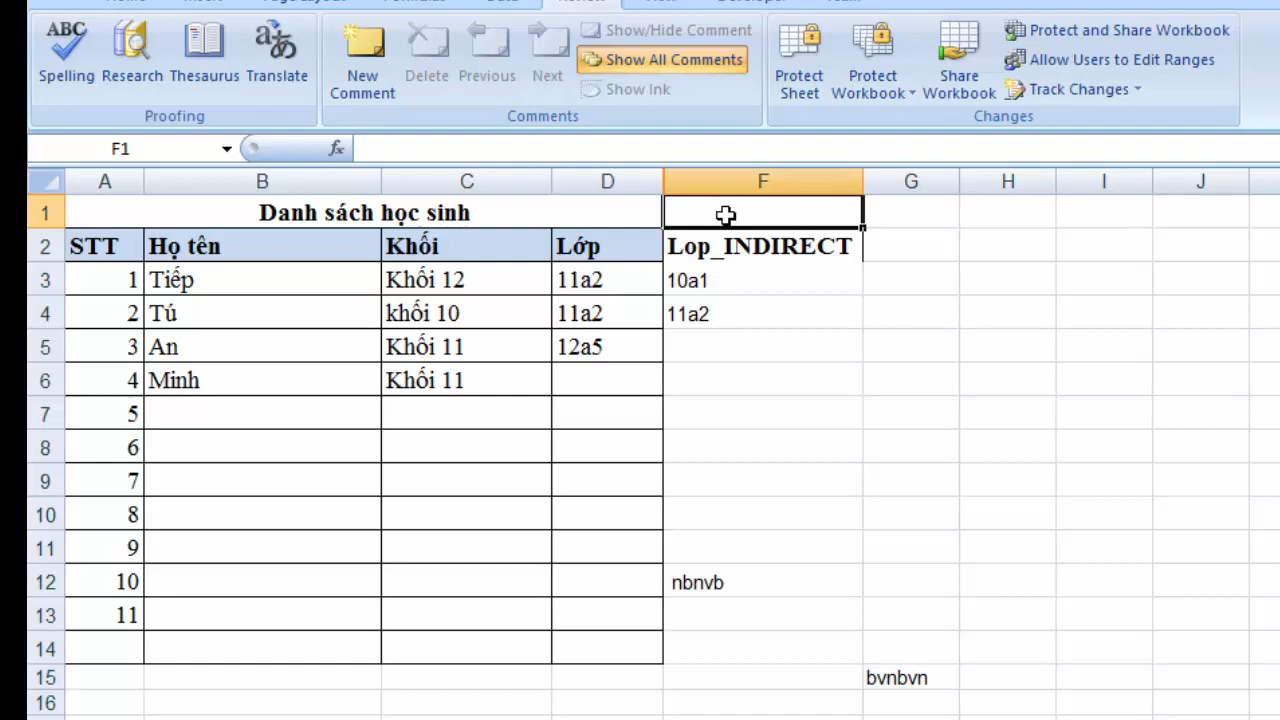 Review
Developer
ABC
Spelling Research Thesaurus Translate
Proofing
New Comment Delete Previous Next
Show/Hide Comment
Show All Comments
Show Ink
Comments
Protect Sheet Protect Workbook Share Workbook
Protect and Share Workbook
Allow Users to Edit Ranges
Track Changes
Changes
F1 fx
A B C D F G H I J
1 Danh sách học sinh
2 STT Họ tên Khối Lớp Lop_INDIRECT
3 1 Tiếp Khối 12 11a2 10a1
4 2 Tú khối 10 11a2 11a2
5 3 An Khối 11 12a5
6 4 Minh Khối 11
7 5
8 6
9 7
10 8
11 9
12 10 nbnvb
13 11
14
15 bvnbvn
16